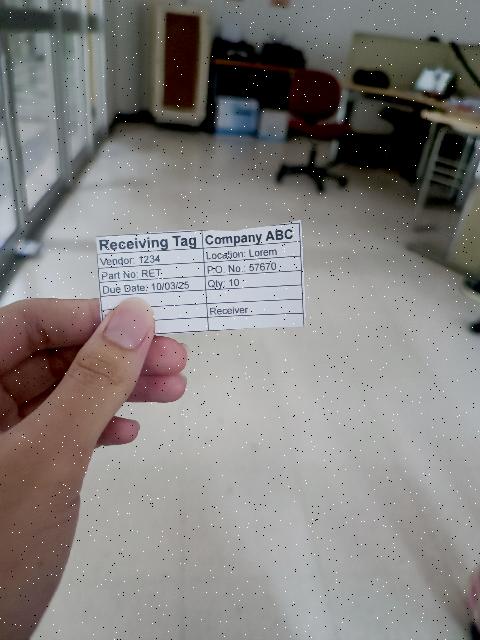 Receiving Tag Company ABC
Vendor: 1234 Location: Lorem
Part No: RET P.O. No.: 57670
Due Date: 10/03/25 Qty: 10
Receiver